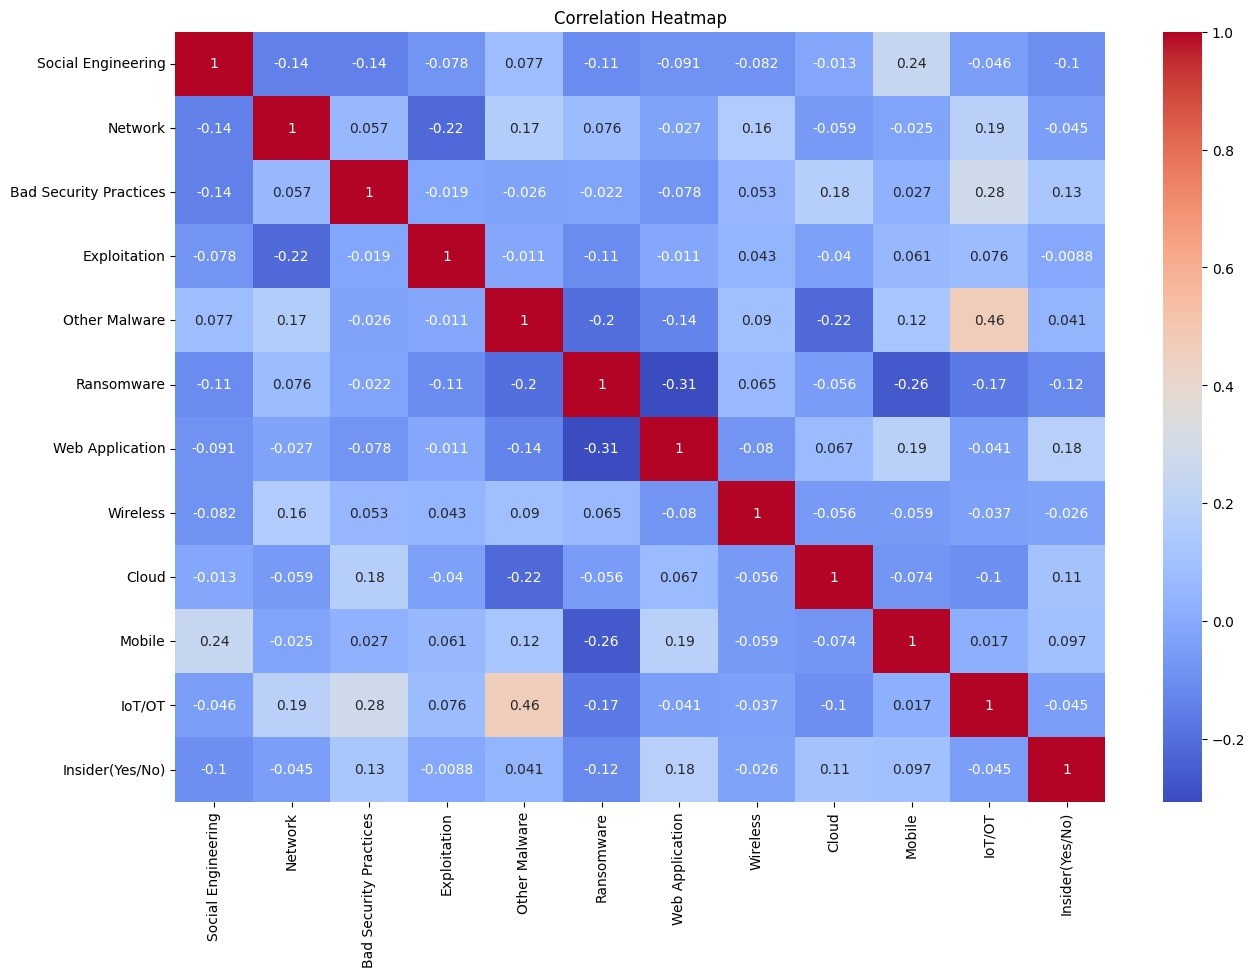 Correlation Heatmap
Social Engineering 1 -0.14 -0.14 -0.078 0.077 -0.11 -0.091 -0.082 -0.013 0.24 -0.046 -0.1
Network -0.14 1 0.057 -0.22 0.17 0.076 -0.027 0.16 -0.059 -0.025 0.19 -0.045
Bad Security Practices -0.14 0.057 1 -0.019 -0.026 -0.022 -0.078 0.053 0.18 0.027 0.28 0.13
Exploitation -0.078 -0.22 -0.019 1 -0.011 -0.11 -0.011 0.043 -0.04 0.061 0.076 -0.0088
Other Malware 0.077 0.17 -0.026 -0.011 1 -0.2 -0.14 0.09 -0.22 0.12 0.46 0.041
Ransomware -0.11 0.076 -0.022 -0.11 -0.2 1 -0.31 0.065 -0.056 -0.26 -0.17 -0.12
Web Application -0.091 -0.027 -0.078 -0.011 -0.14 -0.31 1 -0.08 0.067 0.19 -0.041 0.18
Wireless -0.082 0.16 0.053 0.043 0.09 0.065 -0.08 1 -0.056 -0.059 -0.037 -0.026
Cloud -0.013 -0.059 0.18 -0.04 -0.22 -0.056 0.067 -0.056 1 -0.074 -0.1 0.11
Mobile 0.24 -0.025 0.027 0.061 0.12 -0.26 0.19 -0.059 -0.074 1 0.017 0.097
IoT/OT -0.046 0.19 0.28 0.076 0.46 -0.17 -0.041 -0.037 -0.1 0.017 1 -0.045
Insider(Yes/No) -0.1 -0.045 0.13 -0.0088 0.041 -0.12 0.18 -0.026 0.11 0.097 -0.045 1
Social Engineering
Network
Bad Security Practices
Exploitation
Other Malware
Ransomware
Web Application
Wireless
Cloud
Mobile
IoT/OT
Insider(Yes/No)
1.0
0.8
0.6
0.4
0.2
0.0
−0.2